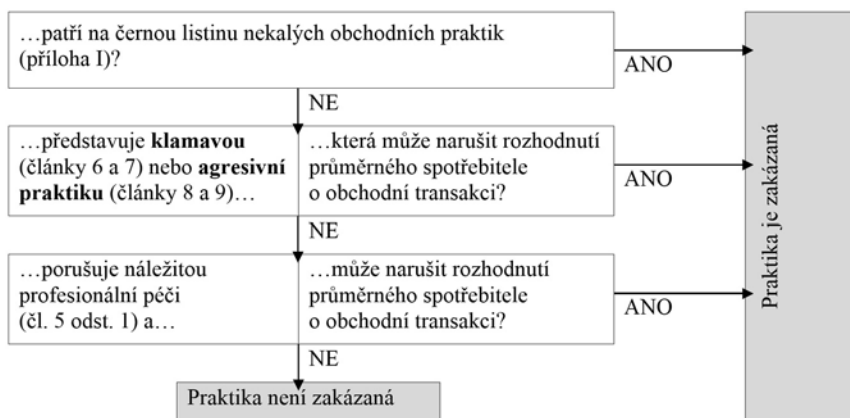 …patří na černou listinu nekalých obchodních praktik
(příloha I)?
ANO
NE
…představuje klamavou
(články 6 a 7) nebo agresivní
praktiku (články 8 a 9)…
…která může narušit rozhodnutí
průměrného spotřebitele
o obchodní transakci?
ANO
NE
…porušuje náležitou
profesionální péči
(čl. 5 odst. 1) a…
…může narušit rozhodnutí
průměrného spotřebitele
o obchodní transakci?
ANO
NE
Praktika není zakázaná
Praktika je zakázaná